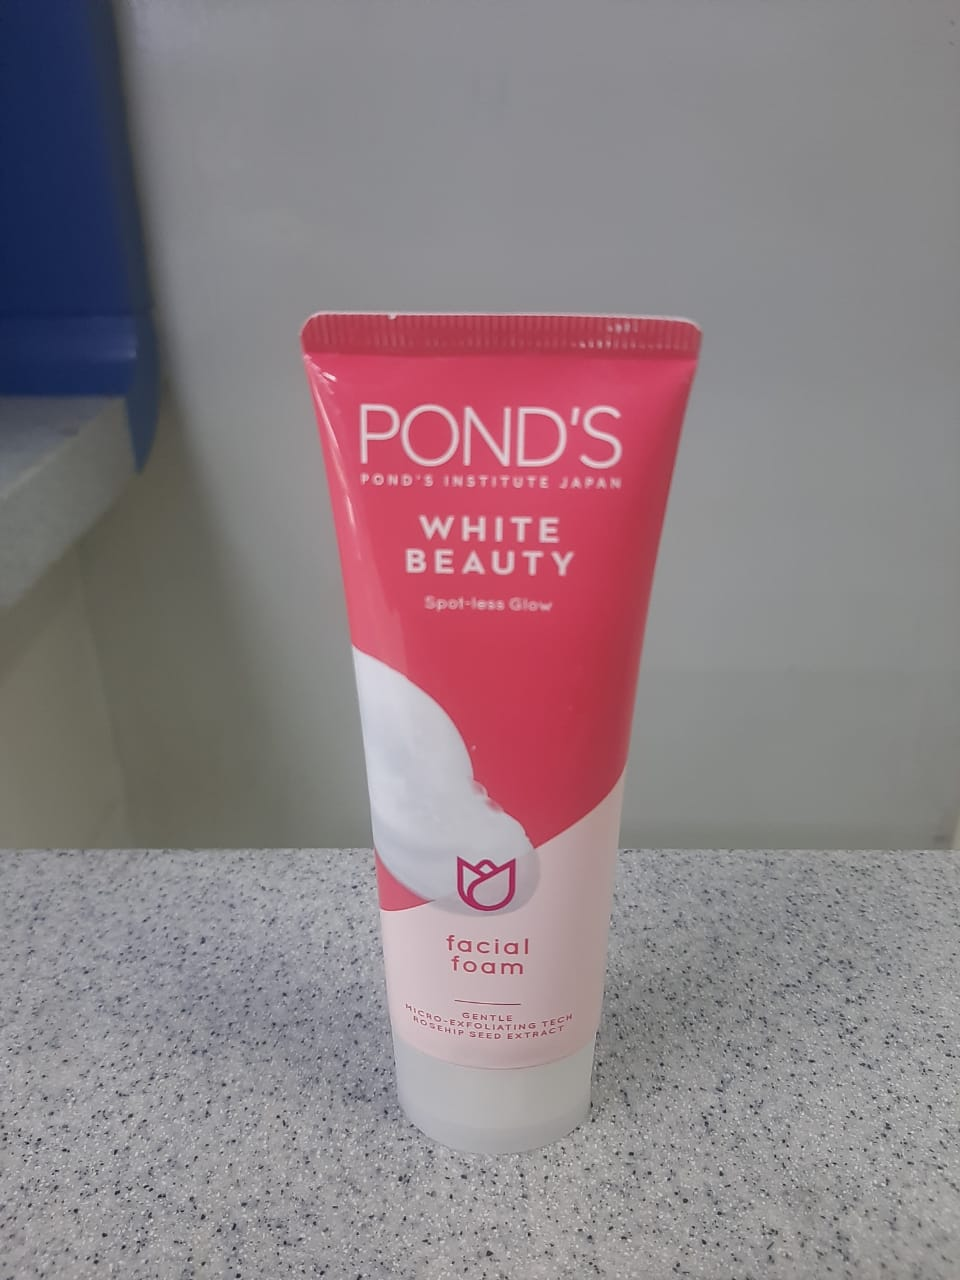 POND'S
POND'S INSTITUTE JAPAN
WHITE
BEAUTY
Spot-less Glow
facial
foam
GENTLE
MICRO-EXFOLIATING TECH
ROSEHIP SEED EXTRACT